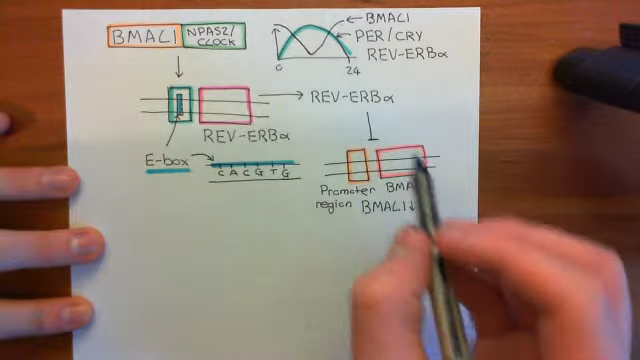 BMAL1 NPAS2/
CLOCK
BMAL1
PER/CRY
REV-ERBα
0 24
REV-ERBα
REV-ERBα
E-box
CACGTG
Promoter
region
BMAL1↓